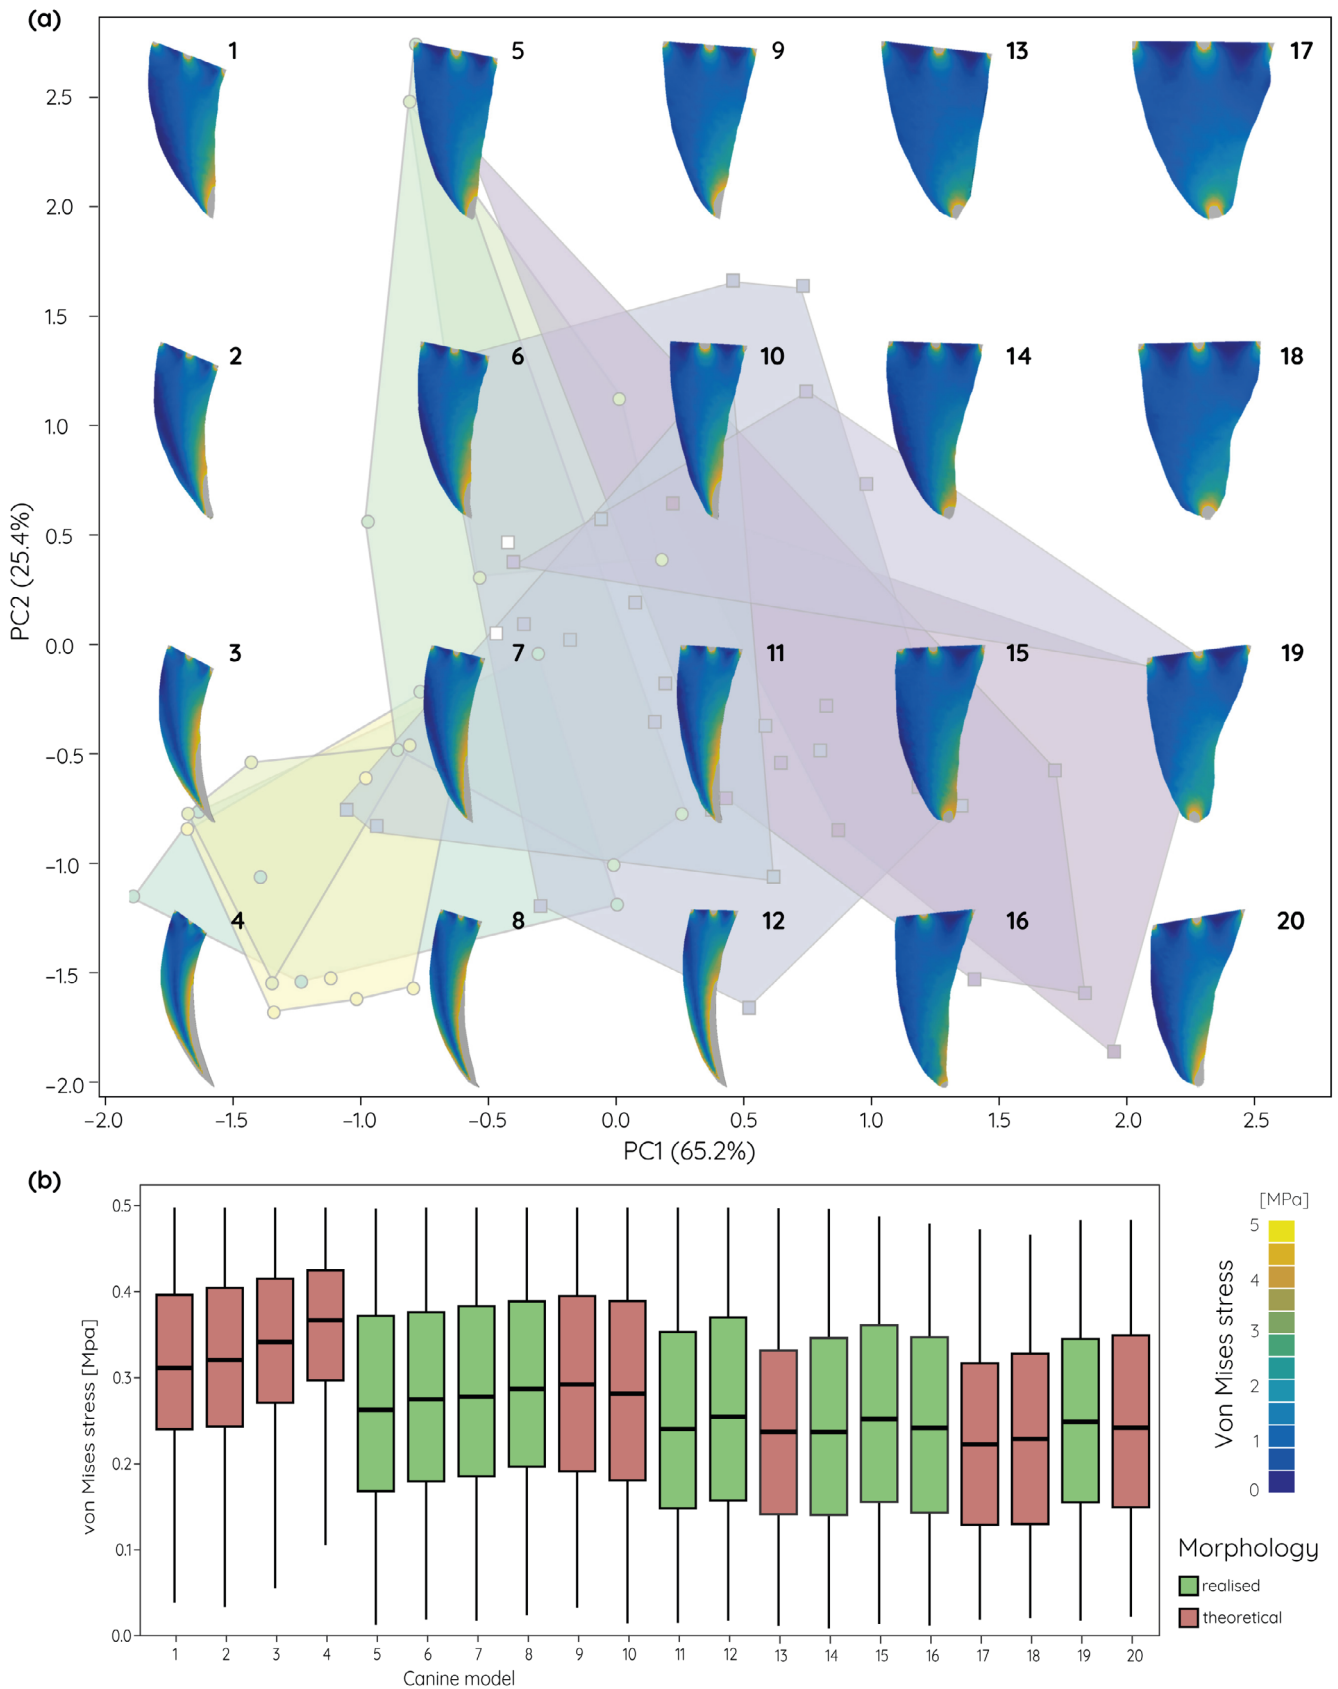 (a)
1 5 9 13 17
2.5
2.0
1.5
2 6 10 14 18
1.0
0.5
0.0
3 7 11 15 19
−0.5
−1.0
4 8 12 16 20
−1.5
−2.0
PC2 (25.4%)
−2.0 −1.5 −1.0 −0.5 0.0 0.5 1.0 1.5 2.0 2.5
PC1 (65.2%)
(b)
0.5
0.4
0.3
0.2
0.1
0.0
von Mises stress [Mpa]
1 2 3 4 5 6 7 8 9 10 11 12 13 14 15 16 17 18 19 20
Canine model
[MPa]
5
4
3
2
1
0
Von Mises stress
Morphology
realised
theoretical